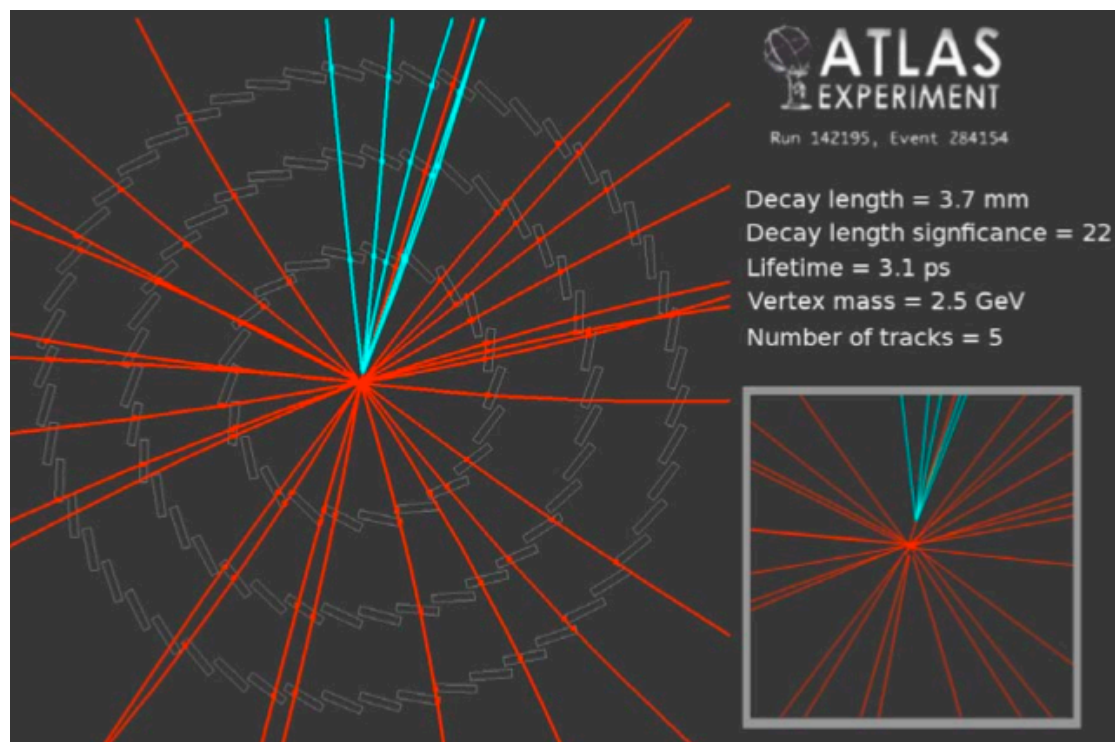 ATLAS
EXPERIMENT
Run 142195, Event 284154
Decay length = 3.7 mm
Decay length signficance = 22
Lifetime = 3.1 ps
Vertex mass = 2.5 GeV
Number of tracks = 5